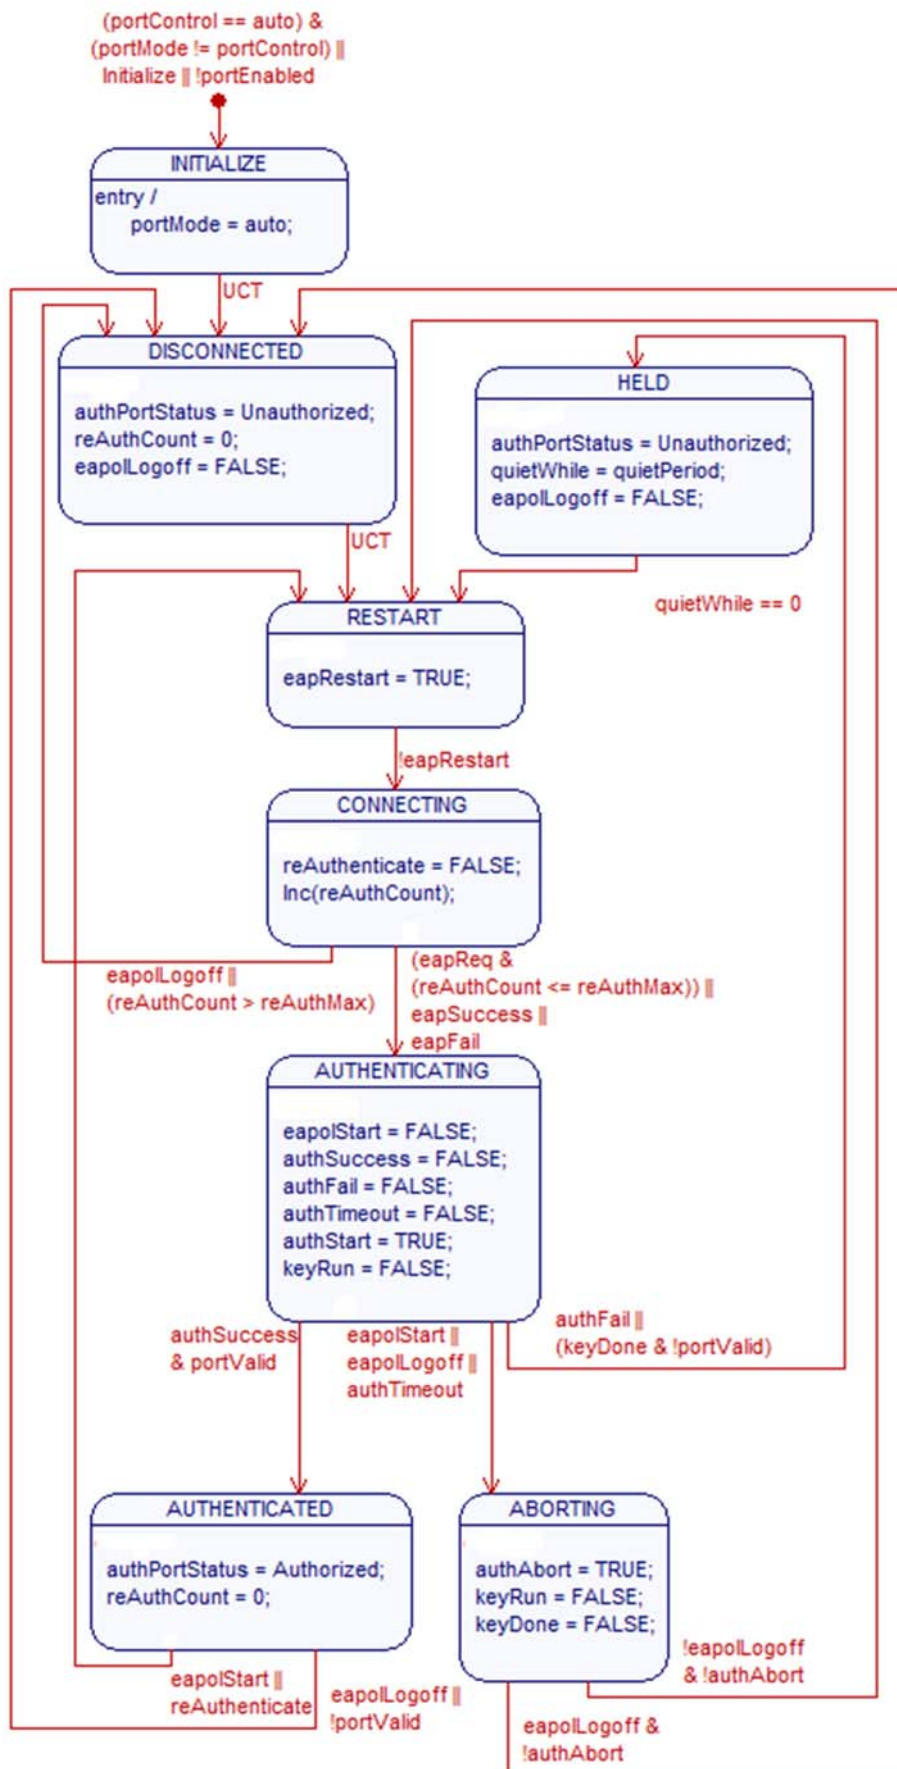 (portControl == auto) &
(portMode != portControl) ||
Initialize || !portEnabled
INITIALIZE
entry /
portMode = auto;
UCT
DISCONNECTED
authPortStatus = Unauthorized;
reAuthCount = 0;
eapolLogoff = FALSE;
HELD
authPortStatus = Unauthorized;
quietWhile = quietPeriod;
eapolLogoff = FALSE;
UCT
quietWhile == 0
RESTART
eapRestart = TRUE;
!eapRestart
CONNECTING
reAuthenticate = FALSE;
Inc(reAuthCount);
eapolLogoff ||
(reAuthCount > reAuthMax)
(eapReq &
(reAuthCount <= reAuthMax)) ||
eapSuccess ||
eapFail
AUTHENTICATING
eapolStart = FALSE;
authSuccess = FALSE;
authFail = FALSE;
authTimeout = FALSE;
authStart = TRUE;
keyRun = FALSE;
authSuccess
& portValid
eapolStart ||
eapolLogoff ||
authTimeout
authFail ||
(keyDone & !portValid)
AUTHENTICATED
authPortStatus = Authorized;
reAuthCount = 0;
ABORTING
authAbort = TRUE;
keyRun = FALSE;
keyDone = FALSE;
eapolStart ||
reAuthenticate
eapolLogoff ||
!portValid
!eapolLogoff
& !authAbort
eapolLogoff &
!authAbort